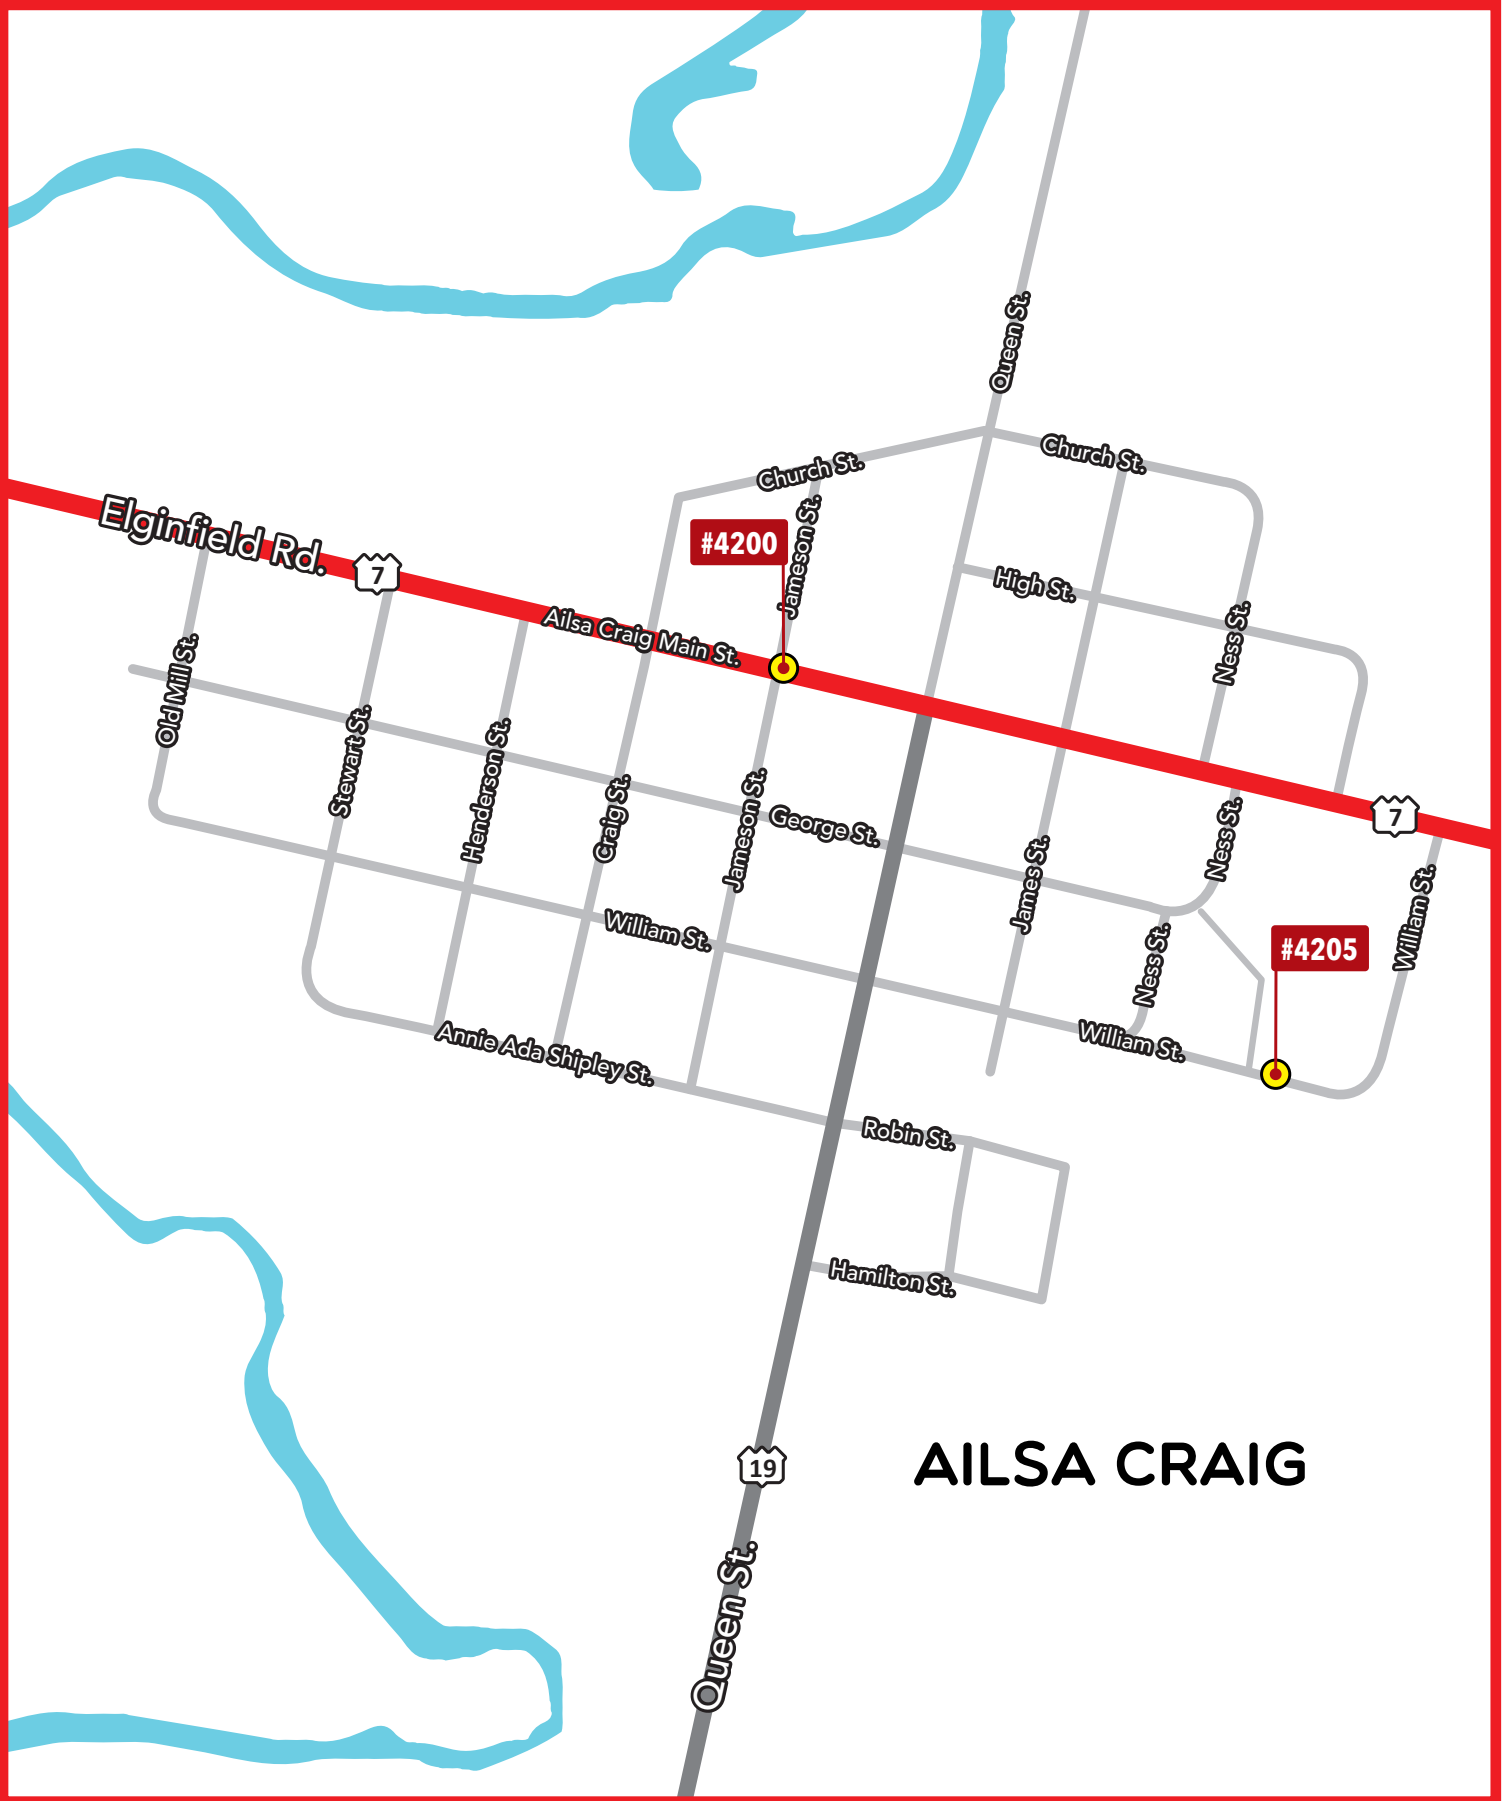 Queen St.
Church St.
Church St.
Jameson St.
#4200
Elginfield Rd.
7
High St.
Ailsa Craig Main St.
Ness St.
Old Mill St.
Stewart St.
Henderson St.
Craig St.
Jameson St.
George St.
James St.
Ness St.
7
William St.
William St.
Ness St.
#4205
William St.
Annie Ada Shipley St.
Robin St.
Hamilton St.
19
AILSA CRAIG
Queen St.